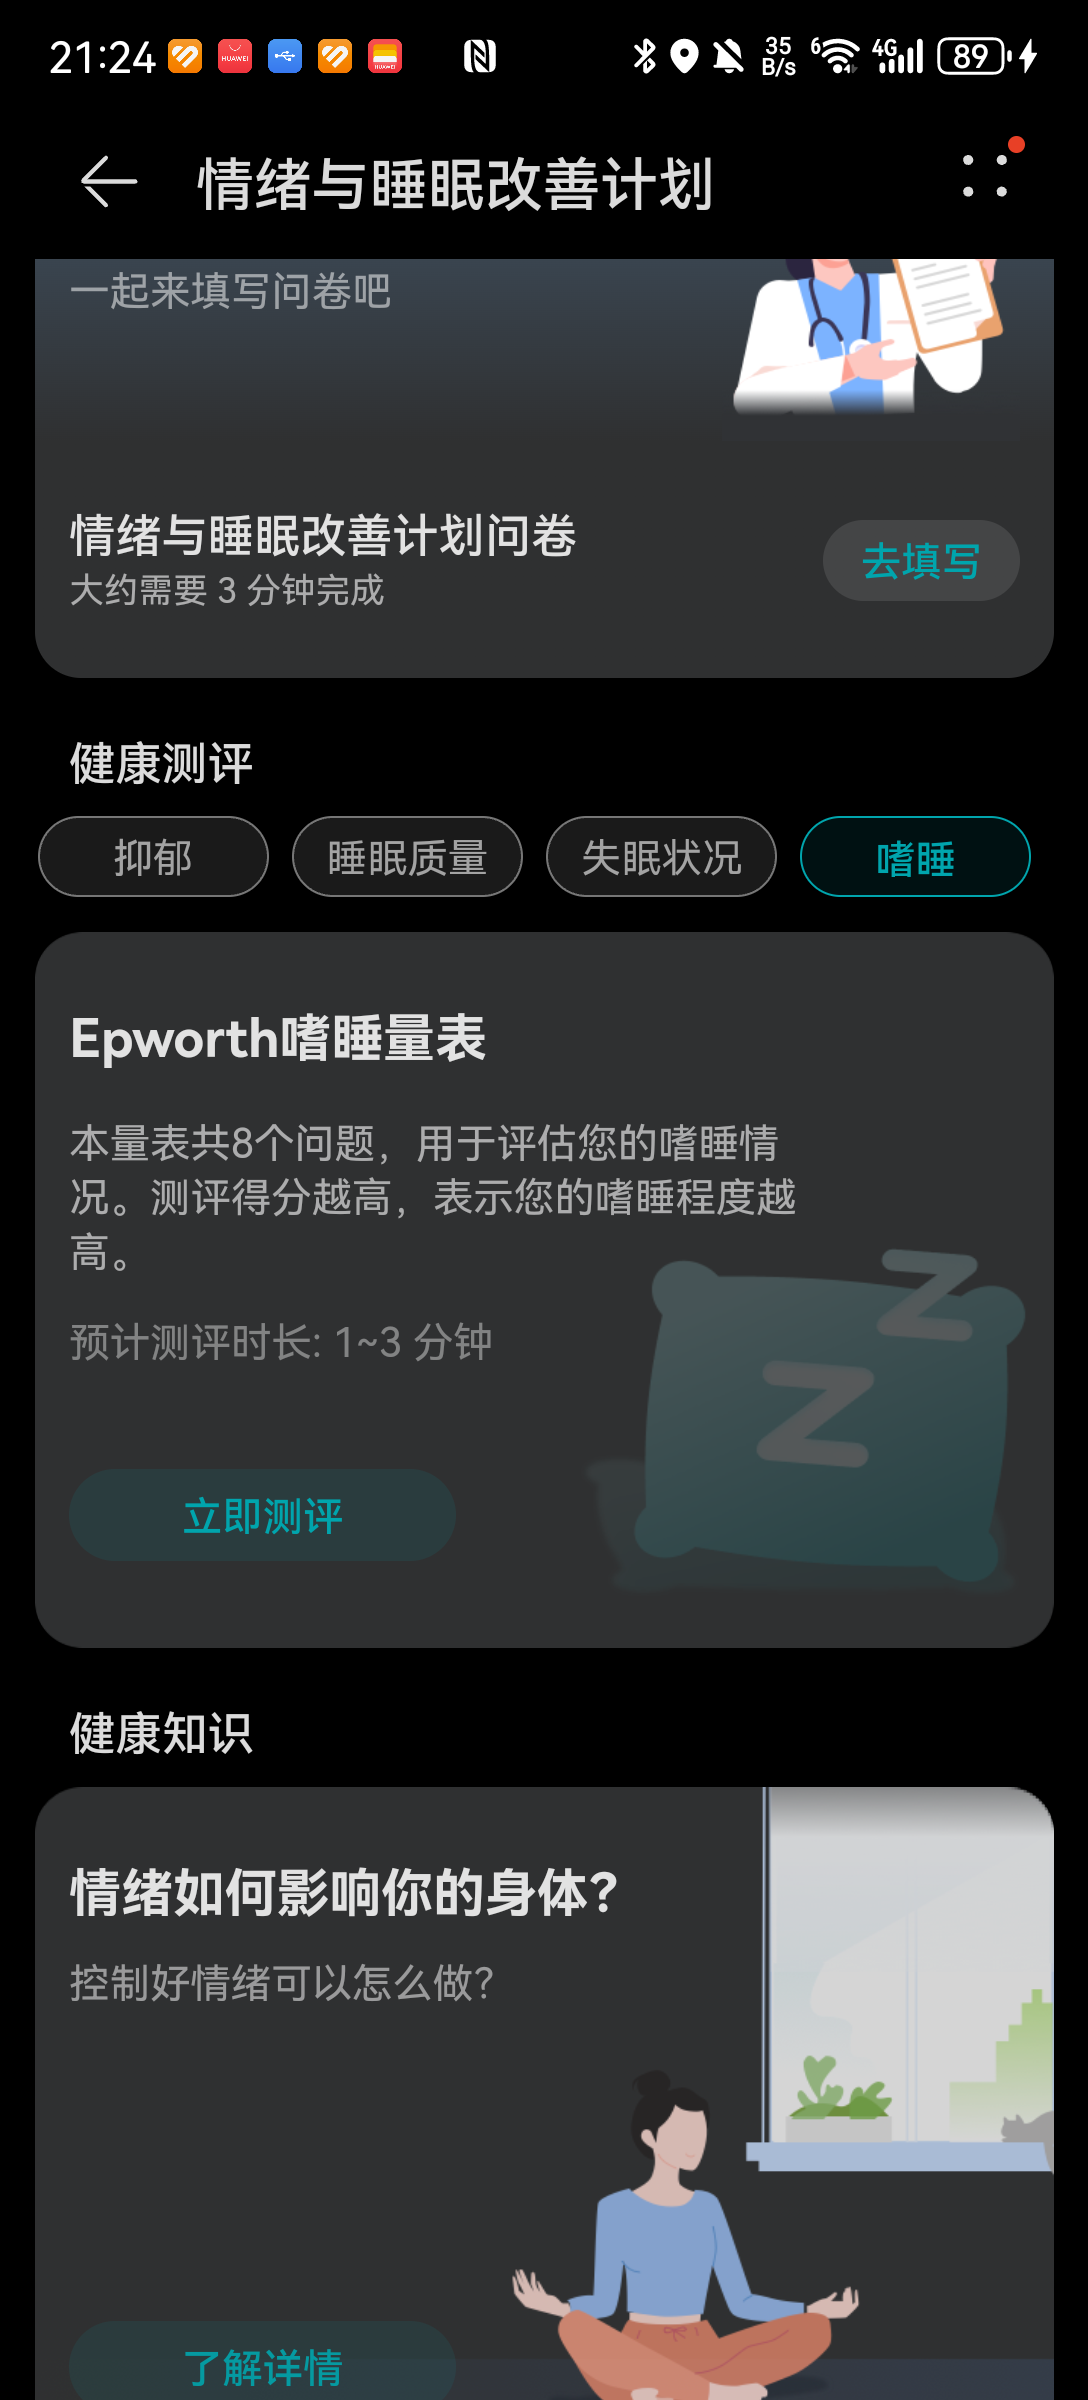 21:24
35
B/s
6
4G
89
情绪与睡眠改善计划
一起来填写问卷吧
情绪与睡眠改善计划问卷
大约需要 3 分钟完成
去填写
健康测评
抑郁
睡眠质量
失眠状况
嗜睡
Epworth嗜睡量表
本量表共8个问题，用于评估您的嗜睡情
况。测评得分越高，表示您的嗜睡程度越
高。
预计测评时长: 1~3 分钟
立即测评
健康知识
情绪如何影响你的身体?
控制好情绪可以怎么做?
了解详情